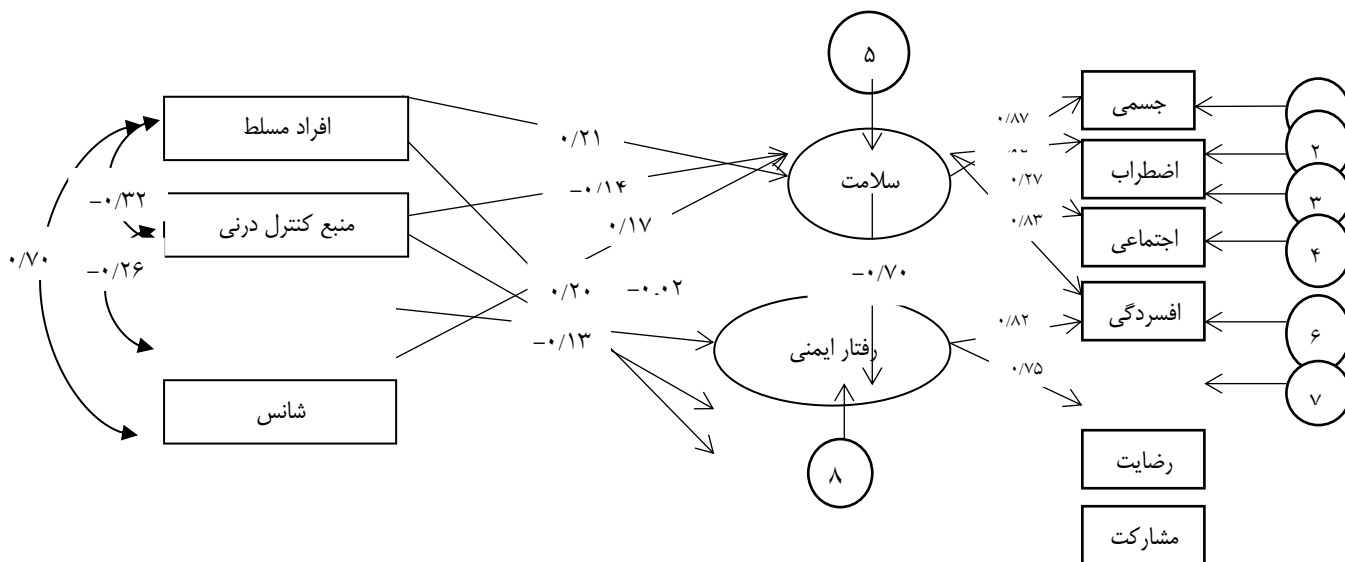 ۵
جسمی
افراد مسلط
۰/۸۷
۰/۲۱
۲
اضطراب
۰/۲۷
سلامت
۳
-۰/۳۲
-۰/۱۴
منبع کنترل درنی
۰/۱۷
۰/۸۳
اجتماعی
۴
۰/۷۰
-۰/۲۶
-۰/۷۰
۰/۲۰
-۰.۰۲
افسردگی
۰/۸۲
۶
-۰/۱۳
رفتار ایمنی
۰/۷۵
۷
شانس
رضایت
۸
مشارکت